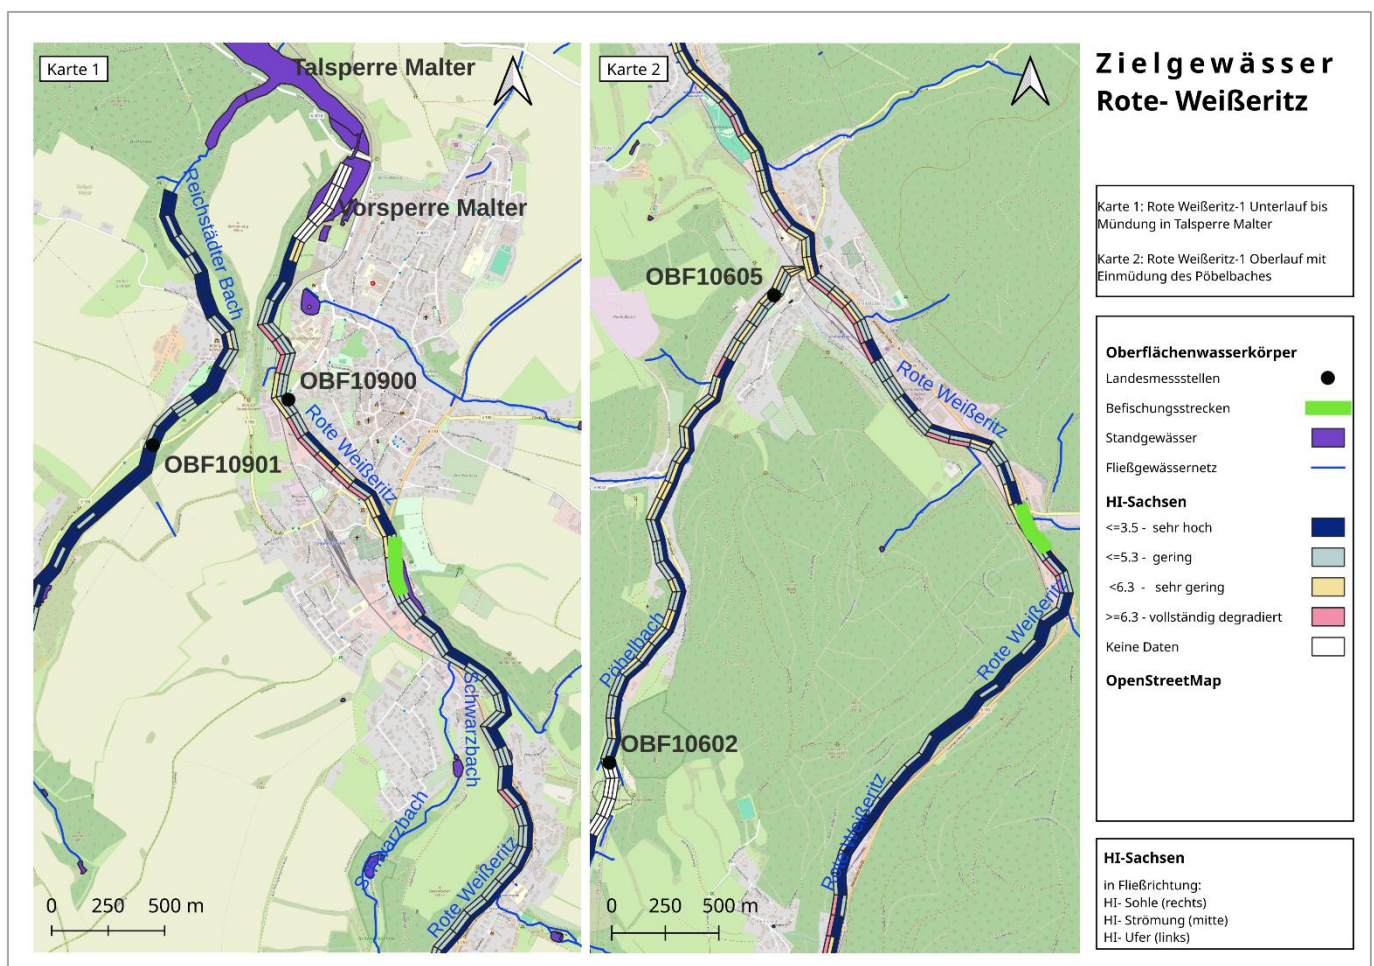 Karte 1
Talsperre Malter
Vorsperre Malter
Reichstädter Bach
OBF10900
OBF10901
Rote Weißeritz
Schwarzbach
Schwarzbach
Rote Weißeritz
0 250 500 m
Karte 2
OBF10605
Rote Weißeritz
Rote Weißeritz
Pöbelbach
OBF10602
Rote Weißeritz
0 250 500 m
Zielgewässer
Rote- Weißeritz
Karte 1: Rote Weißeritz-1 Unterlauf bis
Mündung in Talsperre Malter
Karte 2: Rote Weißeritz-1 Oberlauf mit
Einmüdung des Pöbelbaches
Oberflächenwasserkörper
Landesmessstellen
Befischungsstrecken
Standgewässer
Fließgewässernetz
HI-Sachsen
<=3.5 - sehr hoch
<=5.3 - gering
<6.3 - sehr gering
>=6.3 - vollständig degradiert
Keine Daten
OpenStreetMap
HI-Sachsen
in Fließrichtung:
HI- Sohle (rechts)
HI- Strömung (mitte)
HI- Ufer (links)